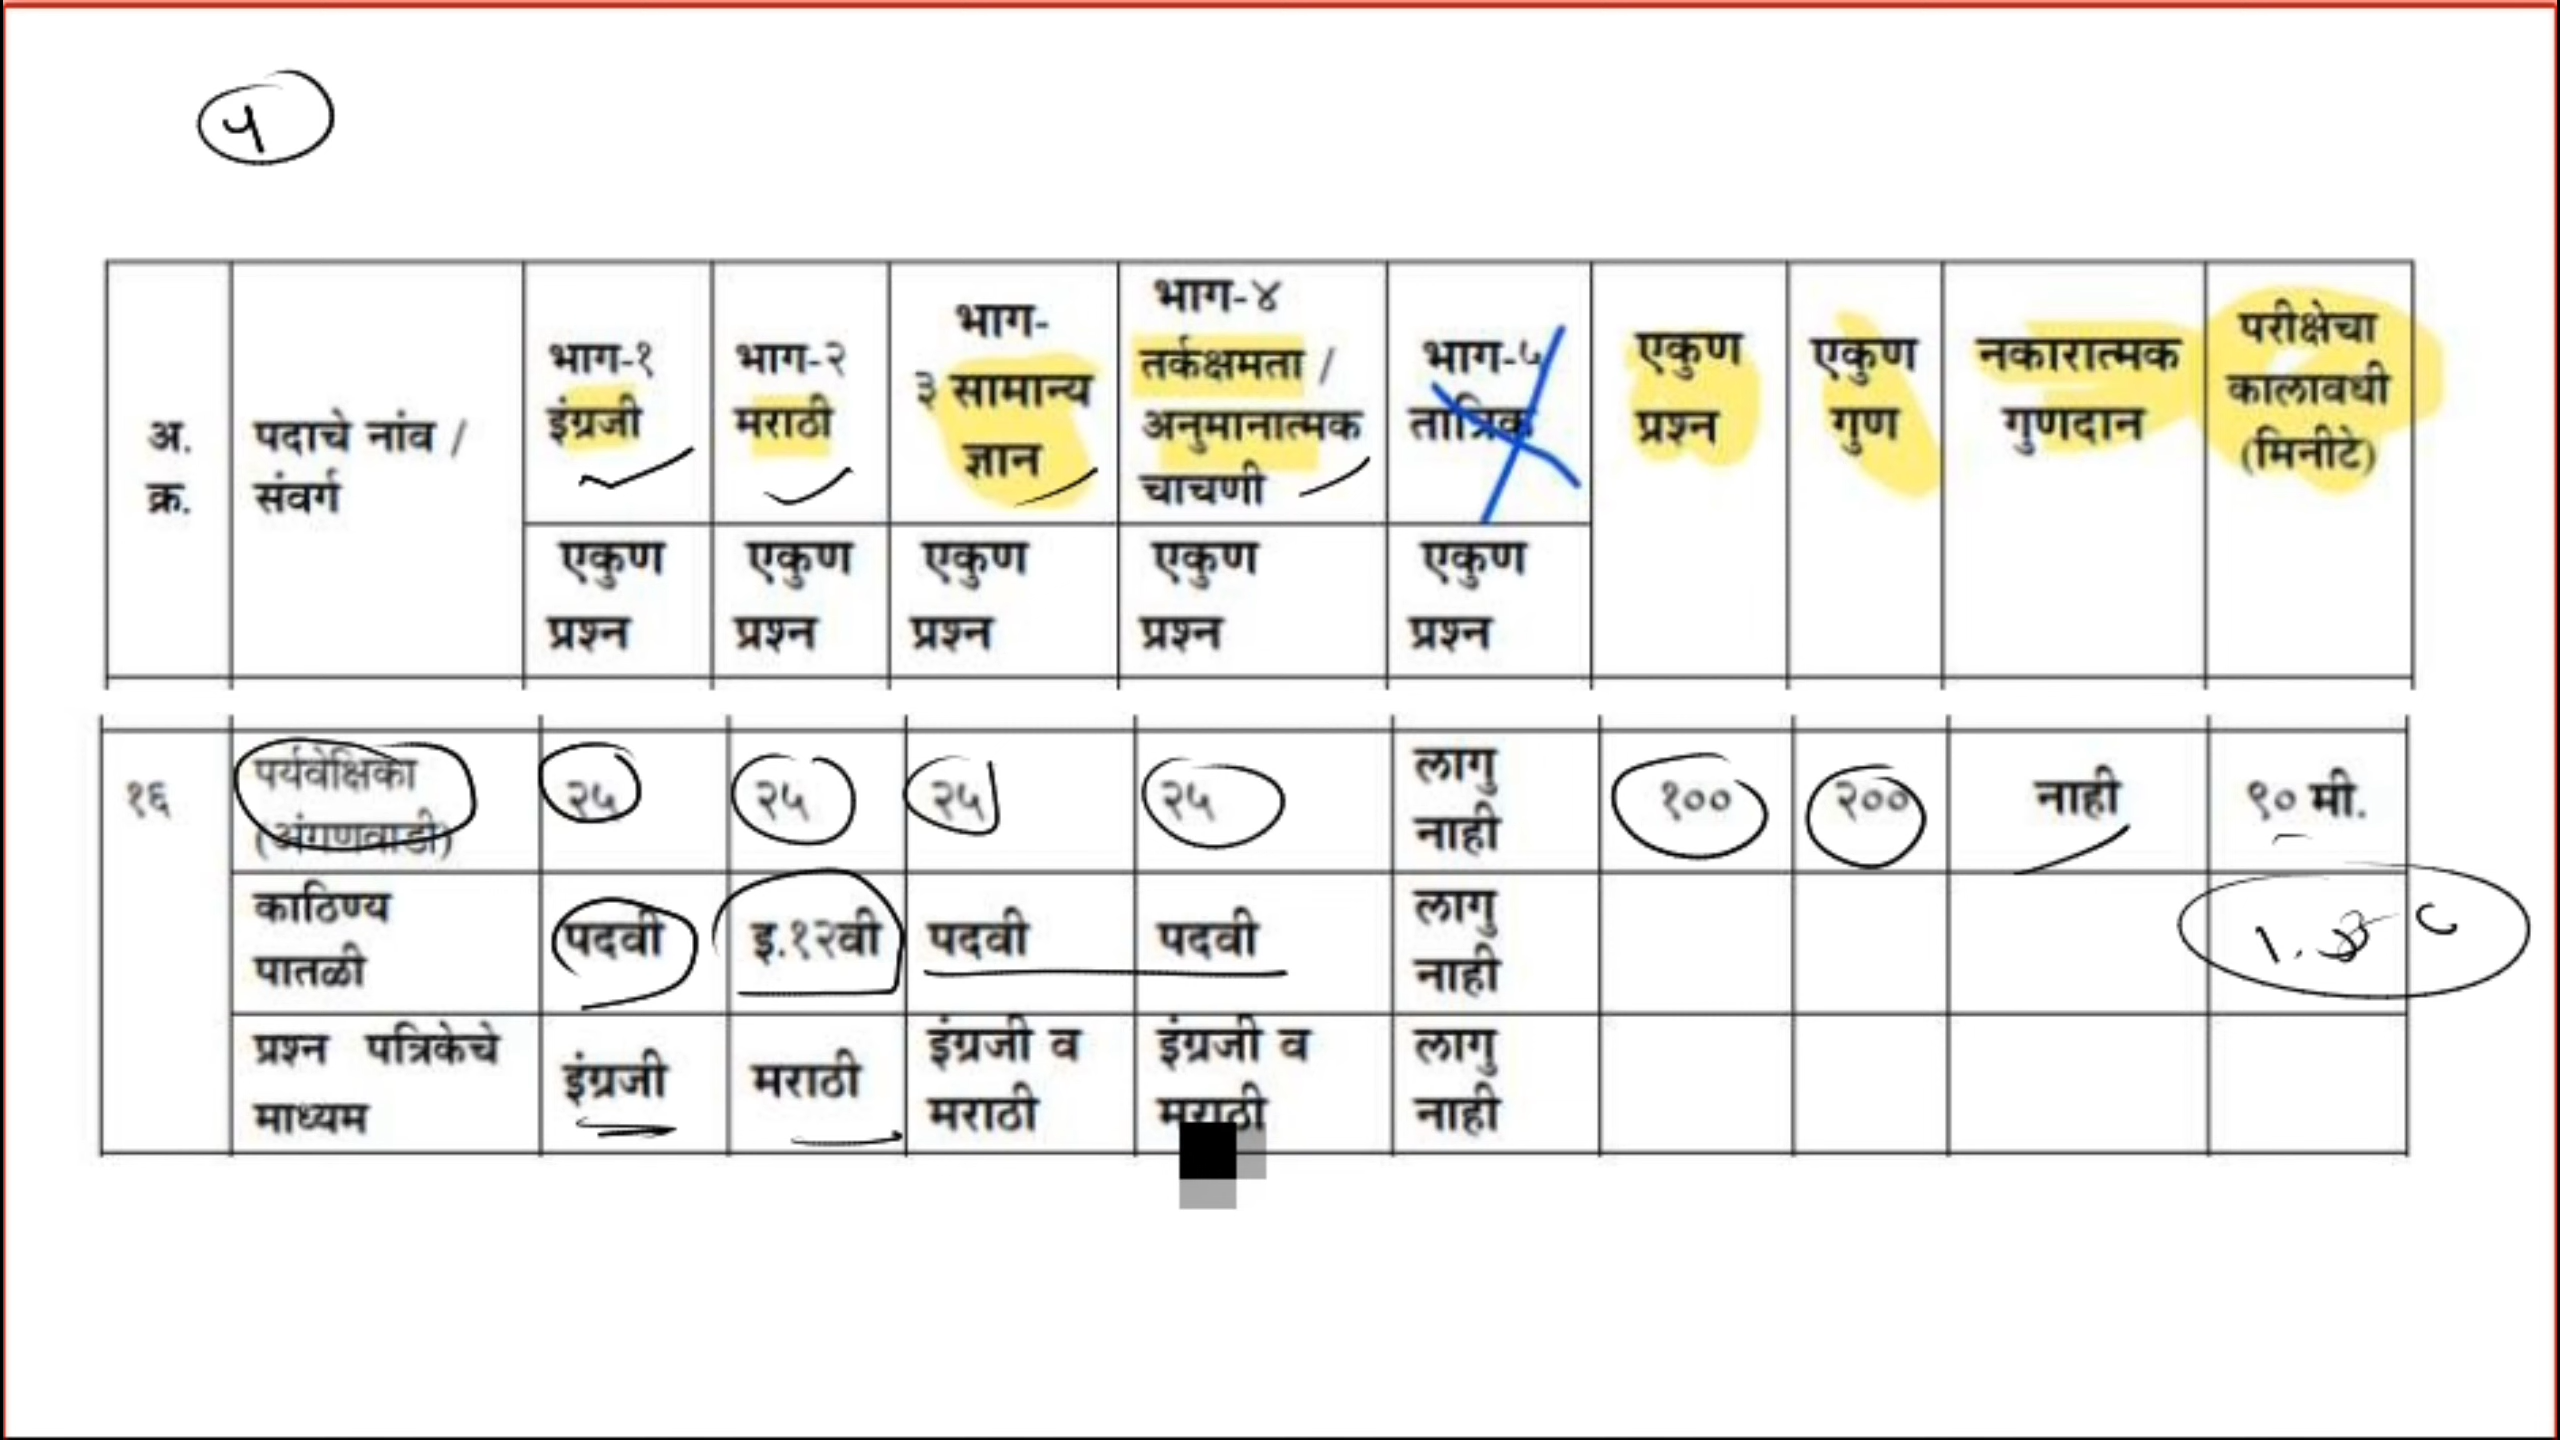 ५
अ.
क्र.
पदाचे नांव /
संवर्ग
भाग-१
इंग्रजी
भाग-२
मराठी
भाग-
३ सामान्य
ज्ञान
भाग-४
तर्कक्षमता /
अनुमानात्मक
चाचणी
भाग-५
तांत्रिक
एकुण
प्रश्न
एकुण
गुण
नकारात्मक
गुणदान
परीक्षेचा
कालावधी
(मिनीटे)
एकुण
प्रश्न
एकुण
प्रश्न
एकुण
प्रश्न
एकुण
प्रश्न
एकुण
प्रश्न
१६
पर्यवेक्षिका
(अंगणवाडी)
२५
२५
२५
२५
लागु
नाही
१००
२००
नाही
९० मी.
काठिण्य
पातळी
पदवी
इ.१२वी
पदवी
पदवी
लागु
नाही
प्रश्न पत्रिकेचे
माध्यम
इंग्रजी
मराठी
इंग्रजी व
मराठी
इंग्रजी व
मराठी
लागु
नाही